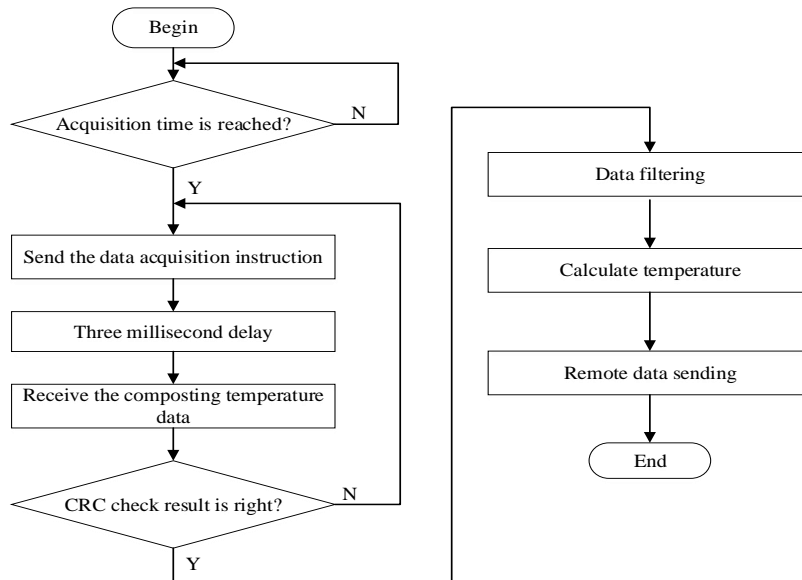 Begin
N
Acquisition time is reached?
Y
Send the data acquisition instruction
Three millisecond delay
Receive the composting temperature
data
N
CRC check result is right?
Y
Data filtering
Calculate temperature
Remote data sending
End